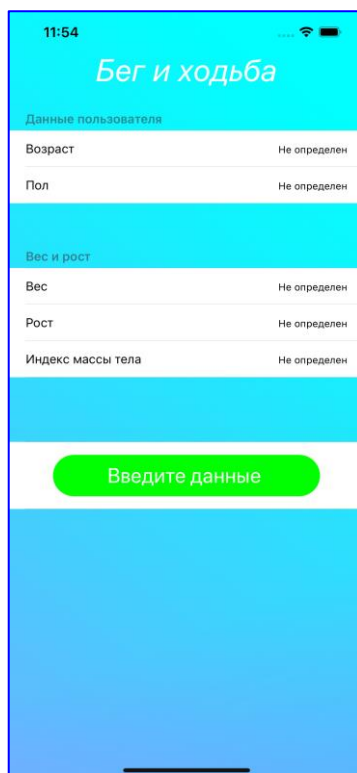 11:54
Бег и ходьба
Данные пользователя
Возраст Не определен
Пол Не определен
Вес и рост
Вес Не определен
Рост Не определен
Индекс массы тела Не определен
Введите данные